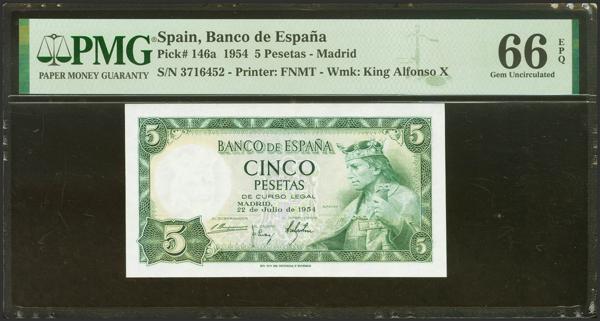 PMG
PAPER MONEY GUARANTY
Spain, Banco de España
Pick# 146a 1954 5 Pesetas - Madrid
S/N 3716452 - Printer: FNMT - Wmk: King Alfonso X
66 EPQ
Gem Uncirculated
5 5
BANCO DE ESPAÑA
CINCO
PESETAS
DE CURSO LEGAL
MADRID,
22 de Julio de 1954
EL GOBERNADOR
5